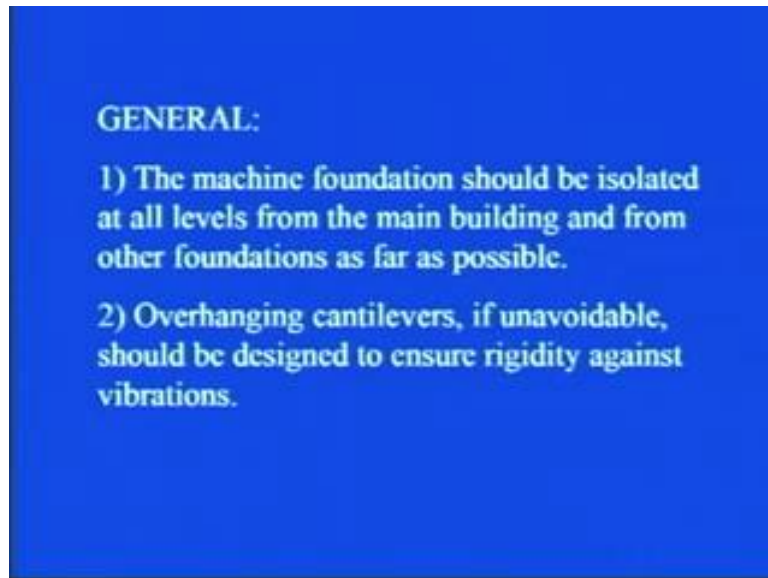 GENERAL:
1) The machine foundation should be isolated
at all levels from the main building and from
other foundations as far as possible.
2) Overhanging cantilevers, if unavoidable,
should be designed to ensure rigidity against
vibrations.